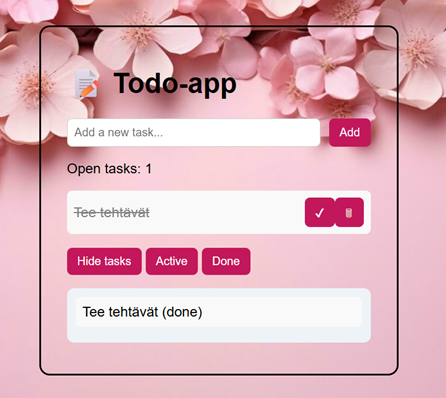 Todo-app
Add a new task... Add
Open tasks: 1
Tee tehtävät
Hide tasks Active Done
Tee tehtävät (done)